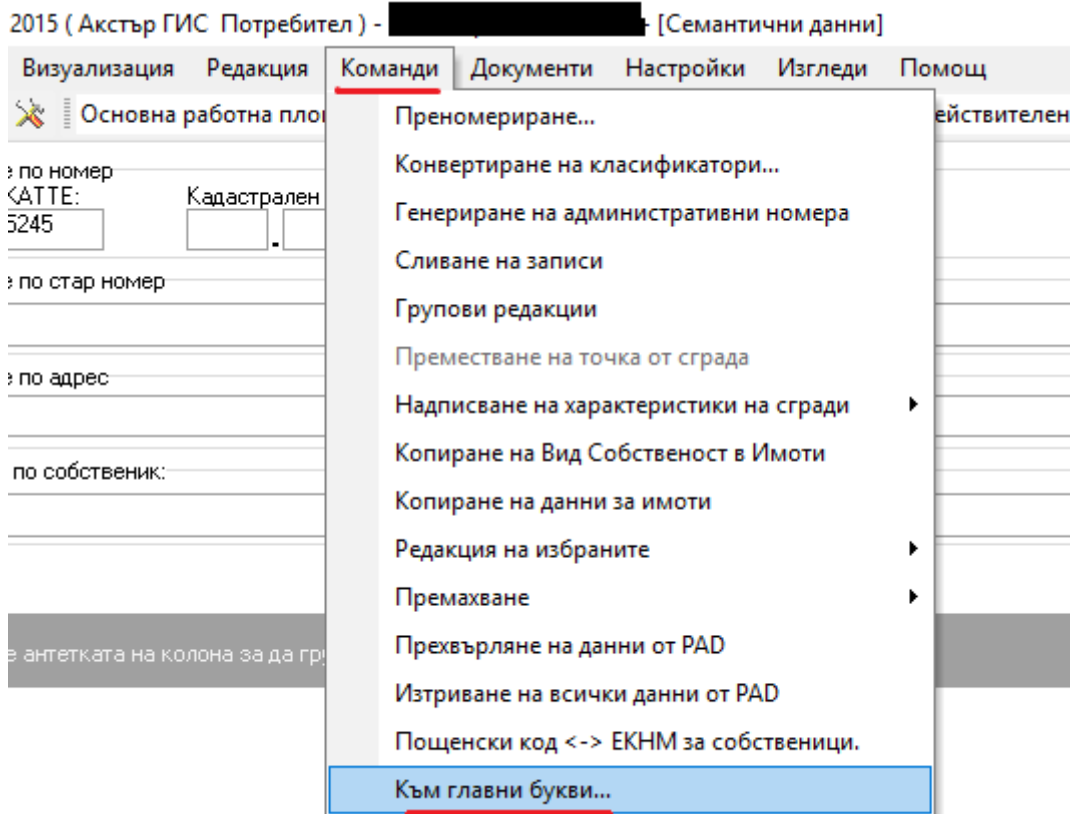 2015 ( Акстър ГИС Потребител ) - - [Семантични данни]
Визуализация Редакция Команди Документи Настройки Изгледи Помощ
Основна работна
Преномериране...
Конвертиране на класификатори...
по номер
Кадастрален
5245
Генериране на административни номера
Сливане на записи
по стар номер
Групови редакции
Преместване на точка от сграда
по адрес
Надписване на характеристики на сгради
Копиране на Вид Собственост в Имоти
по собственик:
Копиране на данни за имоти
Редакция на избраните
Премахване
Прехвърляне на данни от PAD
антетката на колона за да
Изтриване на всички данни от PAD
Пощенски код <-> ЕКНМ за собственици.
Към главни букви...